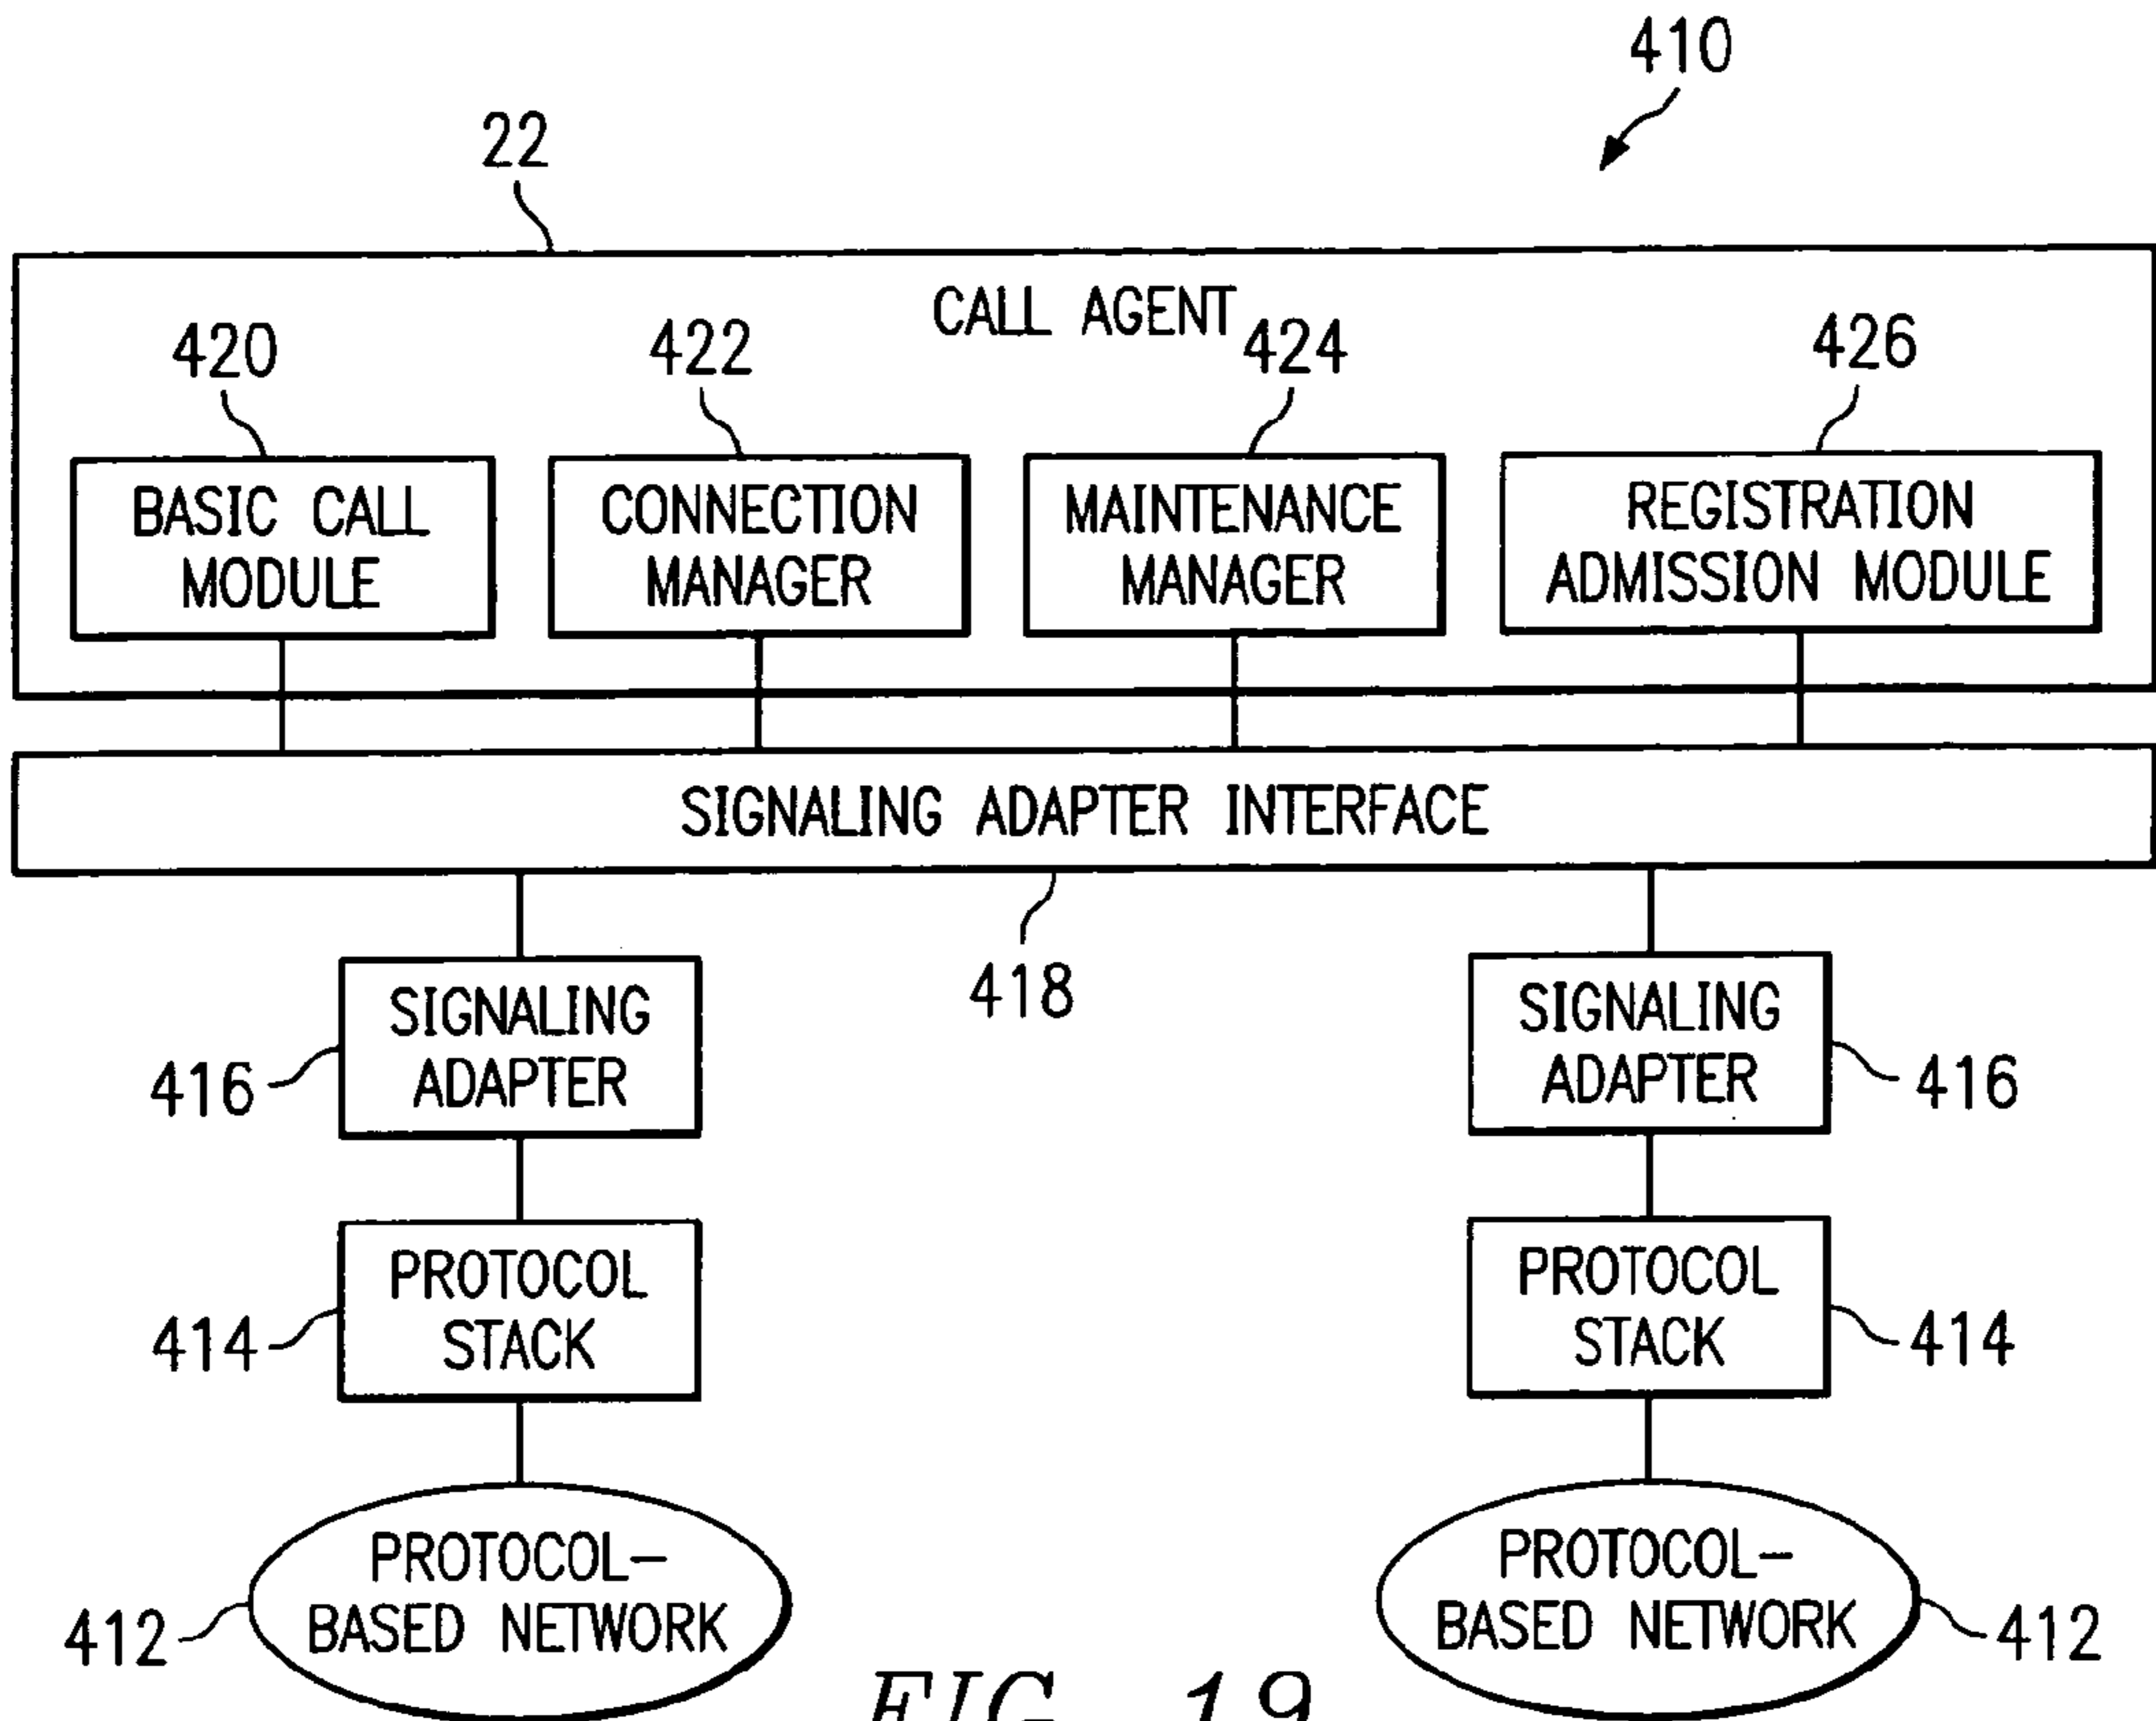 410
22
CALL AGENT
420
422
424
426
BASIC CALL
MODULE
CONNECTION
MANAGER
MAINTENANCE
MANAGER
REGISTRATION
ADMISSION MODULE
SIGNALING ADAPTER INTERFACE
418
SIGNALING
ADAPTER
416
SIGNALING
ADAPTER
416
PROTOCOL
STACK
414
PROTOCOL
STACK
414
PROTOCOL-
BASED NETWORK
412
PROTOCOL-
BASED NETWORK
412
FIG. 19